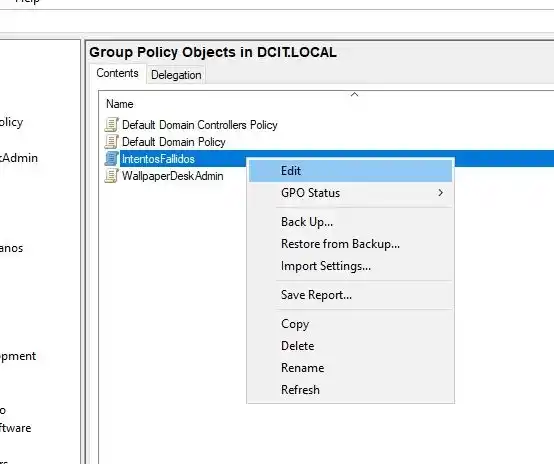 Help
Group Policy Objects in DCIT.LOCAL
Contents
Delegation
Name
Default Domain Controllers Policy
Default Domain Policy
IntentosFallidos
WallpaperDeskAdmin
Edit
GPO Status
Back Up...
Restore from Backup...
Import Settings...
Save Report...
Copy
Delete
Rename
Refresh
olicy
kAdmin
anos
opment
o
ftware